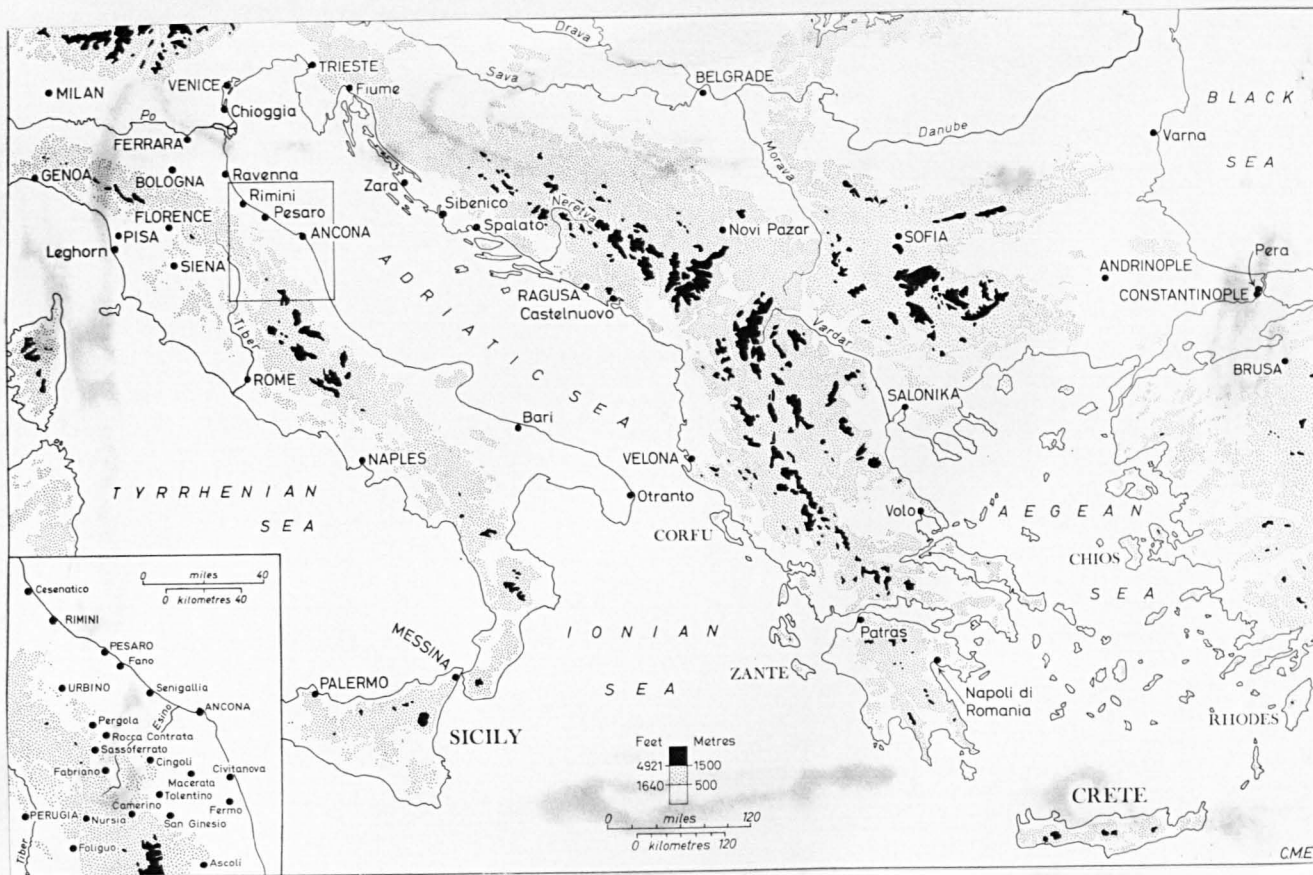 Drava
TRIESTE
VENICE
Sava
BELGRADE
MILAN
Fiume
BLACK
SEA
Chioggia
Po
Danube
Varna
FERRARA
Morava
GENOA
BOLOGNA
Ravenna
Zara
Rimini
Sibenico
Neretva
FLORENCE
Pesaro
Spalato
Novi Pazar
SOFIA
PISA
ANCONA
Pera
Leghorn
SIENA
ANDRINOPLE
RAGUSA
CONSTANTINOPLE
Castelnuovo
ADRIATIC SEA
Tiber
Vardar
ROME
BRUSA
SALONIKA
Bari
NAPLES
VELONA
TYRRHENIAN
SEA
Otranto
Volo
AEGEAN
SEA
CORFU
CHIOS
IONIAN
SEA
Patras
MESSINA
ZANTE
PALERMO
Napoli di
Romania
SICILY
RHODES
Feet Metres
4921 1500
1640 500
CRETE
0 miles 120
0 kilometres 120
C.M.E
0 miles 40
0 kilometres 40
Cesenatico
RIMINI
PESARO
Fano
URBINO
Senigallia
ANCONA
Esino
Pergola
Rocca Contrata
Sassoferrato
Cingoli
Fabriano
Civitanova
Macerata
Tolentino
Camerino
Fermo
PERUGIA
Nursia
San Ginesio
Foliguo
Tiber
Ascoli